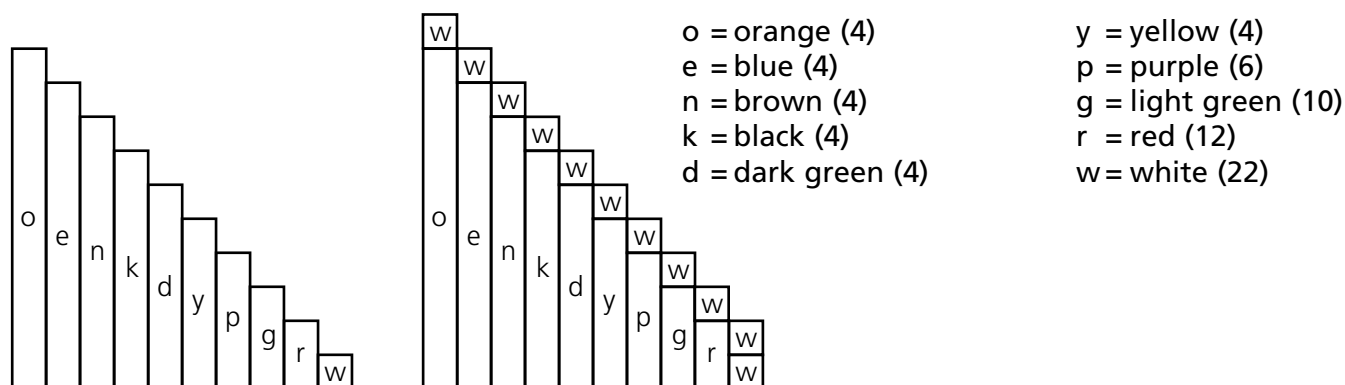 o
e
n
k
d
y
p
g
r
w
w
w
w
w
w
w
w
w
w
w
o
e
n
k
d
y
p
g
r
w
o = orange (4)
e = blue (4)
n = brown (4)
k = black (4)
d = dark green (4)
y = yellow (4)
p = purple (6)
g = light green (10)
r = red (12)
w = white (22)